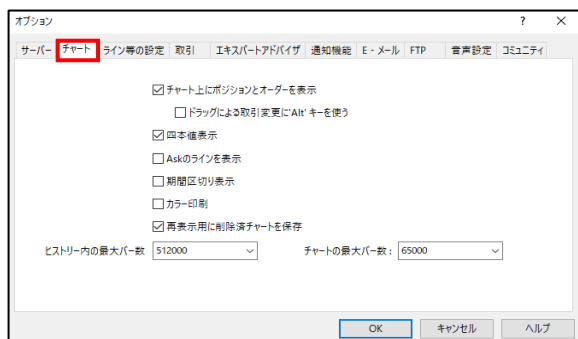 オプション ? ×
サーバー チャート ライン等の設定 取引 エキスパートアドバイザ 通知機能 E - メール FTP 音声設定 コミュニティ
チャート上にポジションとオーダーを表示
ドラッグによる取引変更に'Alt' キーを使う
四本値表示
Askのラインを表示
期間区切り表示
カラー印刷
再表示用に削除済チャートを保存
ヒストリー内の最大バー数 512000 チャートの最大バー数 : 65000
OK キャンセル ヘルプ